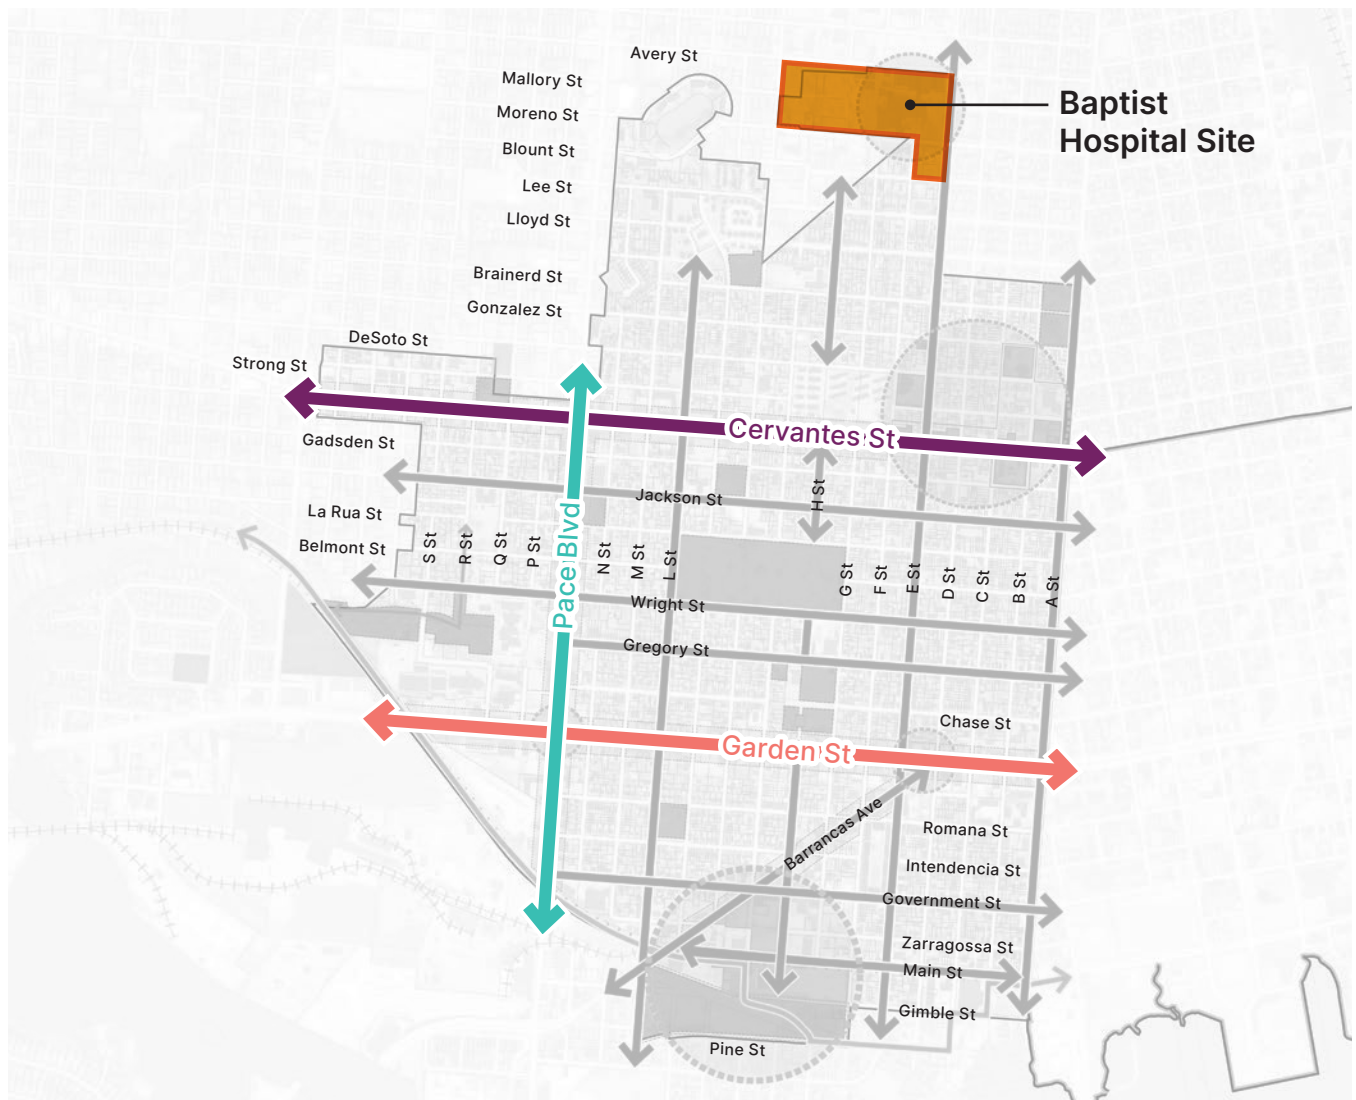 Avery St
Mallory St
Baptist
Hospital Site
Moreno St
Blount St
Lee St
Lloyd St
Brainerd St
Gonzalez St
DeSoto St
Strong St
Cervantes St
Gadsden St
Jackson St
H St
La Rua St
Belmont St
S St
R St
Q St
P St
Pace Blvd
N St
M St
L St
G St
F St
E St
D St
C St
B St
A St
Wright St
Gregory St
Chase St
Garden St
Barrancas Ave
Romana St
Intendencia St
Government St
Zarragossa St
Main St
Gimble St
Pine St